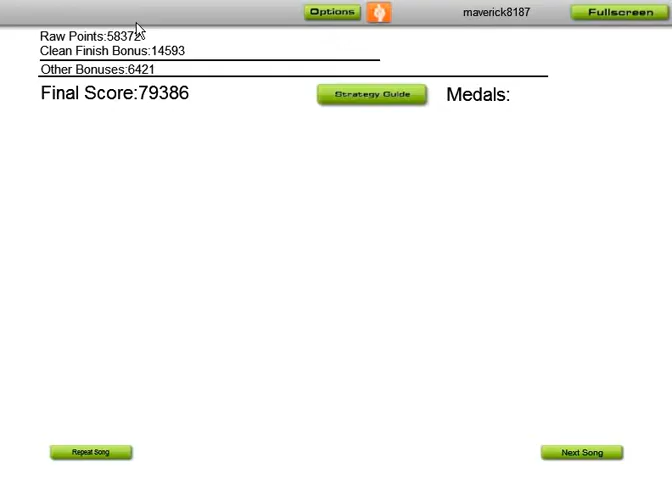 Options maverick8187 Fullscreen
Raw Points:58372
Clean Finish Bonus:14593
Other Bonuses:6421
Final Score:79386 Strategy Guide Medals:
Repeat Song Next Song